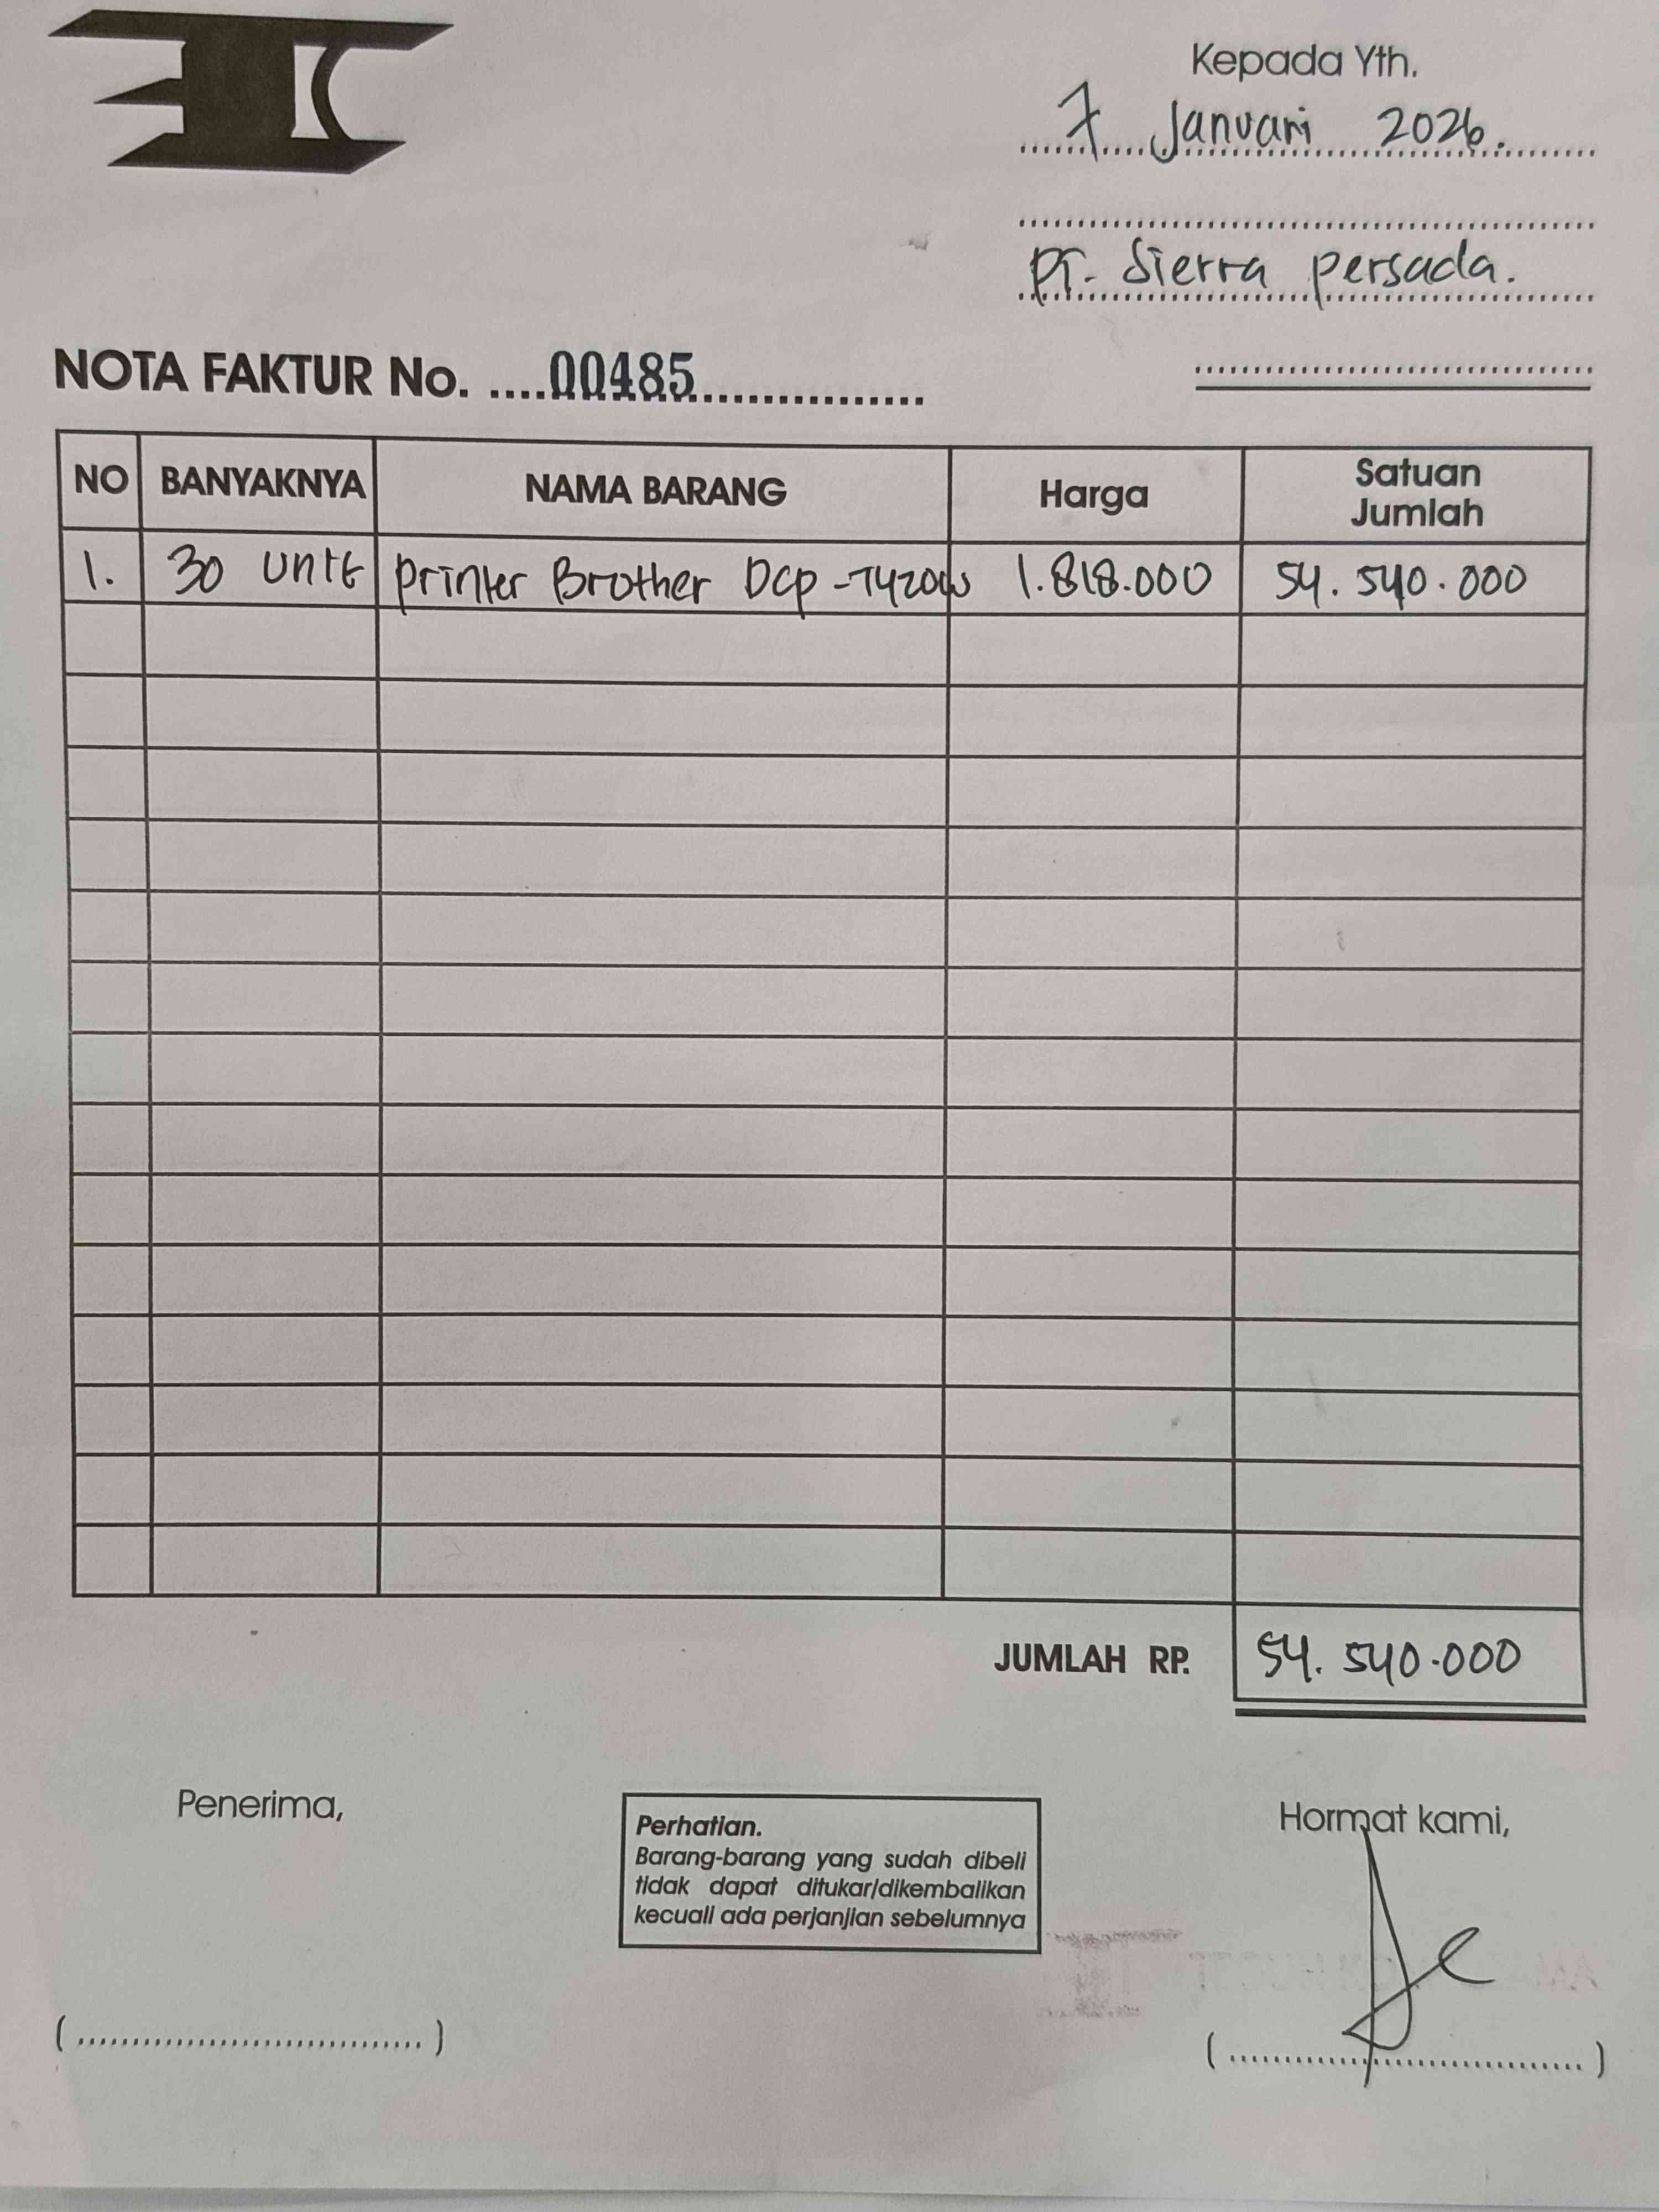 Kepada Yth.
7 Januari 2026.
PT. Sierra persada.
NOTA FAKTUR No. ....00485................
NO BANYAKNYA NAMA BARANG Harga Satuan Jumlah
1. 30 Unit printer Brother Dcp -T420W 1.818.000 54.540.000
JUMLAH RP. 54.540.000
Penerima,
Perhatian.
Barang-barang yang sudah dibeli
tidak dapat ditukar/dikembalikan
kecuali ada perjanjian sebelumnya
Hormat kami,
(................................)
(................................)